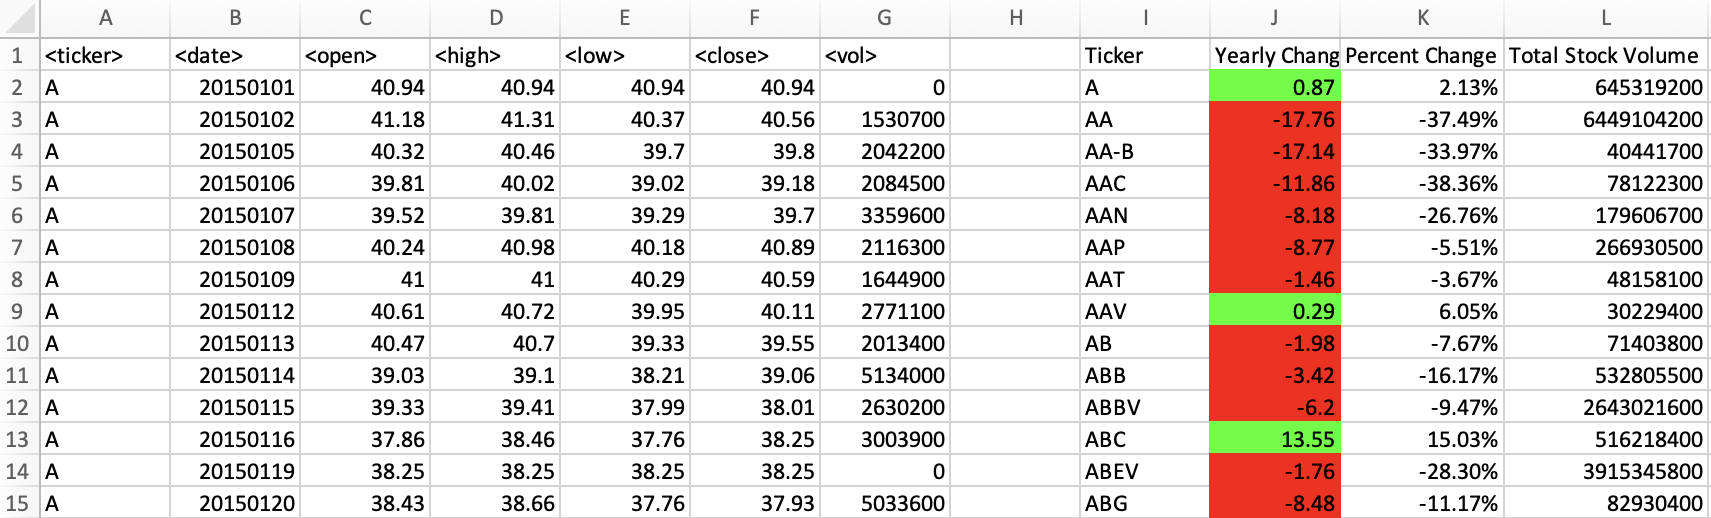 A B C D E F G H I J K L
1 <ticker> <date> <open> <high> <low> <close> <vol> Ticker Yearly Chang Percent Change Total Stock Volume
2 A 20150101 40.94 40.94 40.94 40.94 0 A 0.87 2.13% 645319200
3 A 20150102 41.18 41.31 40.37 40.56 1530700 AA -17.76 -37.49% 6449104200
4 A 20150105 40.32 40.46 39.7 39.8 2042200 AA-B -17.14 -33.97% 40441700
5 A 20150106 39.81 40.02 39.02 39.18 2084500 AAC -11.86 -38.36% 78122300
6 A 20150107 39.52 39.81 39.29 39.7 3359600 AAN -8.18 -26.76% 179606700
7 A 20150108 40.24 40.98 40.18 40.89 2116300 AAP -8.77 -5.51% 266930500
8 A 20150109 41 41 40.29 40.59 1644900 AAT -1.46 -3.67% 48158100
9 A 20150112 40.61 40.72 39.95 40.11 2771100 AAV 0.29 6.05% 30229400
10 A 20150113 40.47 40.7 39.33 39.55 2013400 AB -1.98 -7.67% 71403800
11 A 20150114 39.03 39.1 38.21 39.06 5134000 ABB -3.42 -16.17% 532805500
12 A 20150115 39.33 39.41 37.99 38.01 2630200 ABBV -6.2 -9.47% 2643021600
13 A 20150116 37.86 38.46 37.76 38.25 3003900 ABC 13.55 15.03% 516218400
14 A 20150119 38.25 38.25 38.25 38.25 0 ABEV -1.76 -28.30% 3915345800
15 A 20150120 38.43 38.66 37.76 37.93 5033600 ABG -8.48 -11.17% 82930400